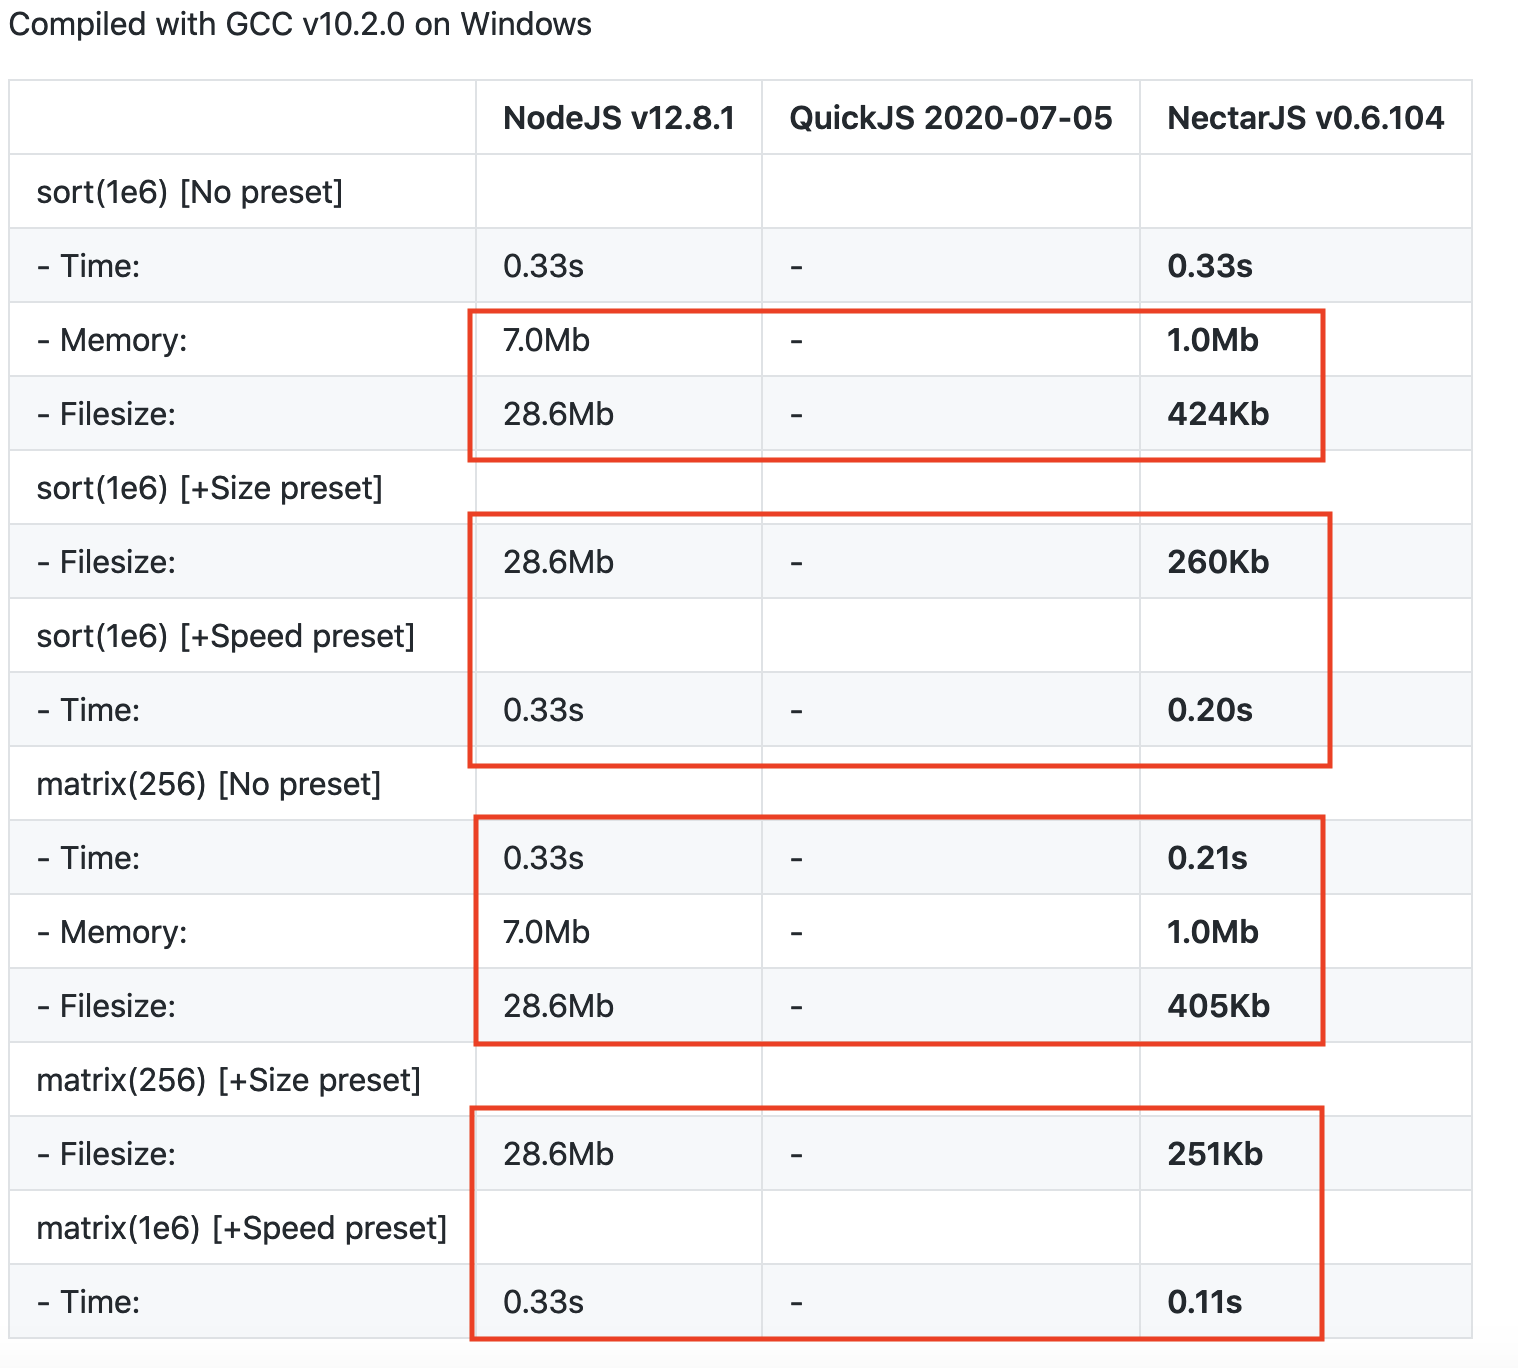 Compiled with GCC v10.2.0 on Windows
NodeJS v12.8.1 QuickJS 2020-07-05 NectarJS v0.6.104
sort(1e6) [No preset]
- Time: 0.33s - 0.33s
- Memory: 7.0Mb - 1.0Mb
- Filesize: 28.6Mb - 424Kb
sort(1e6) [+Size preset]
- Filesize: 28.6Mb - 260Kb
sort(1e6) [+Speed preset]
- Time: 0.33s - 0.20s
matrix(256) [No preset]
- Time: 0.33s - 0.21s
- Memory: 7.0Mb - 1.0Mb
- Filesize: 28.6Mb - 405Kb
matrix(256) [+Size preset]
- Filesize: 28.6Mb - 251Kb
matrix(1e6) [+Speed preset]
- Time: 0.33s - 0.11s